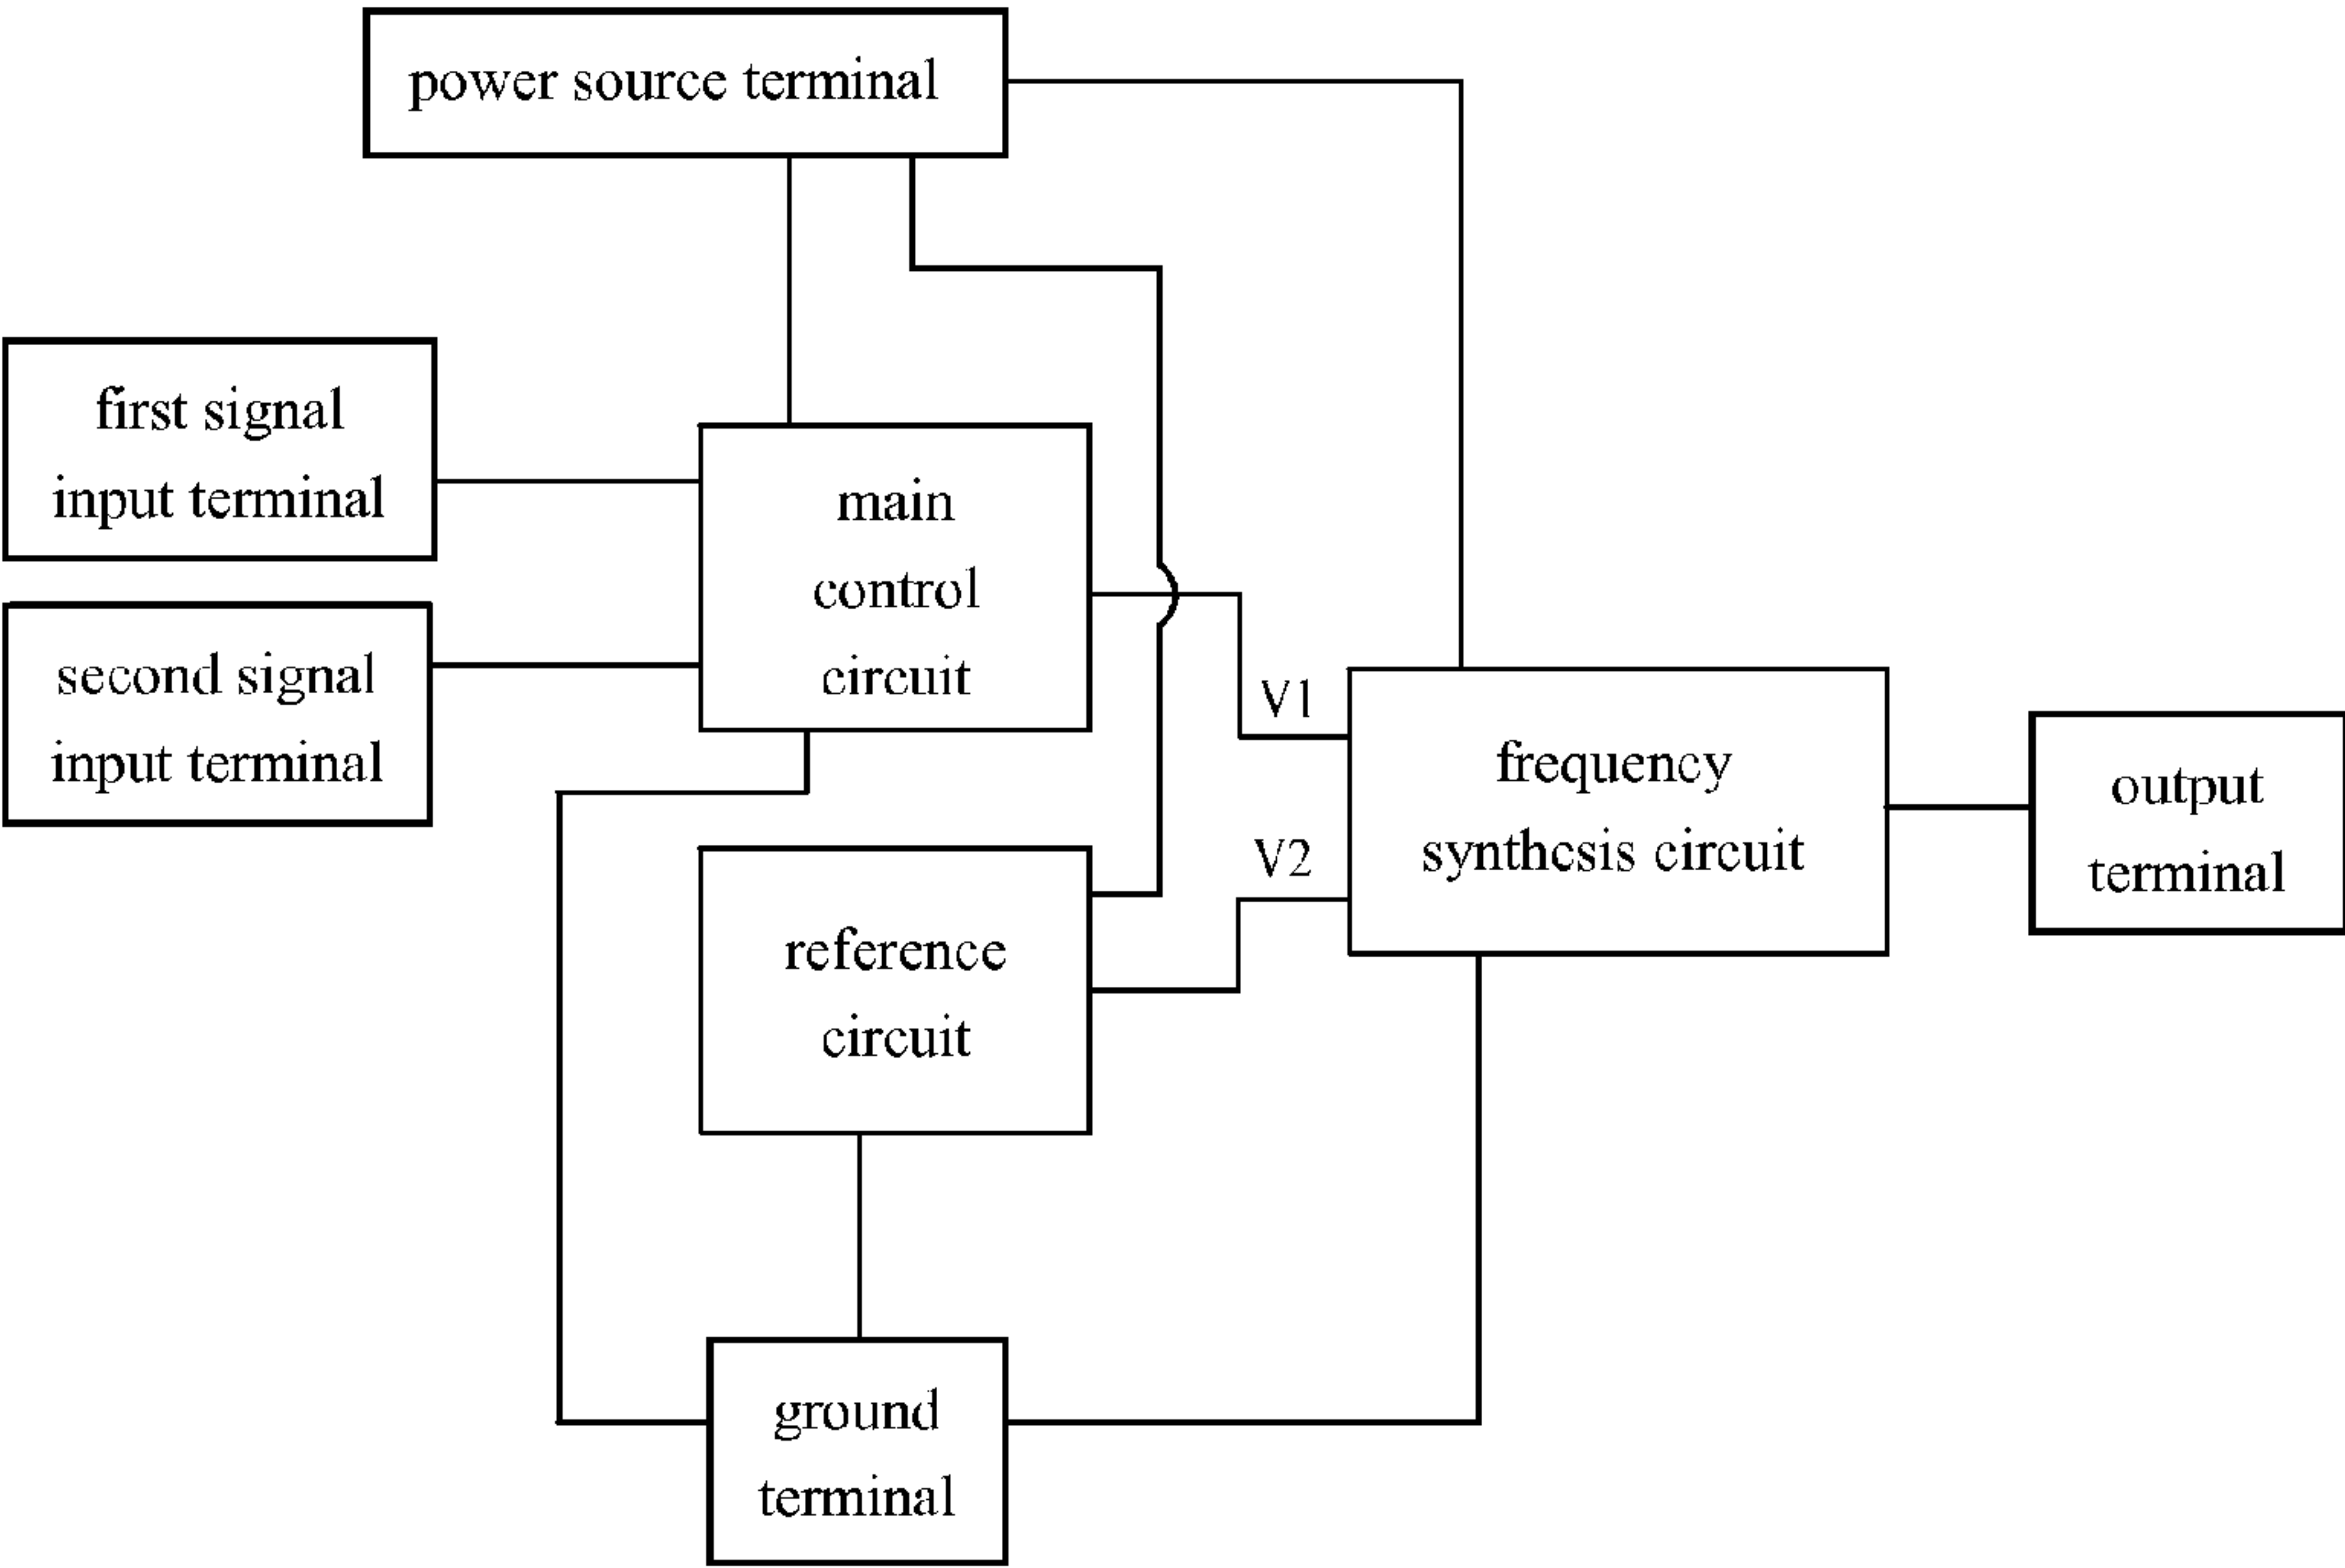 power source terminal
first signal
input terminal
main
control
circuit
second signal
input terminal
V1
frequency
synthesis circuit
output
terminal
V2
reference
circuit
ground
terminal